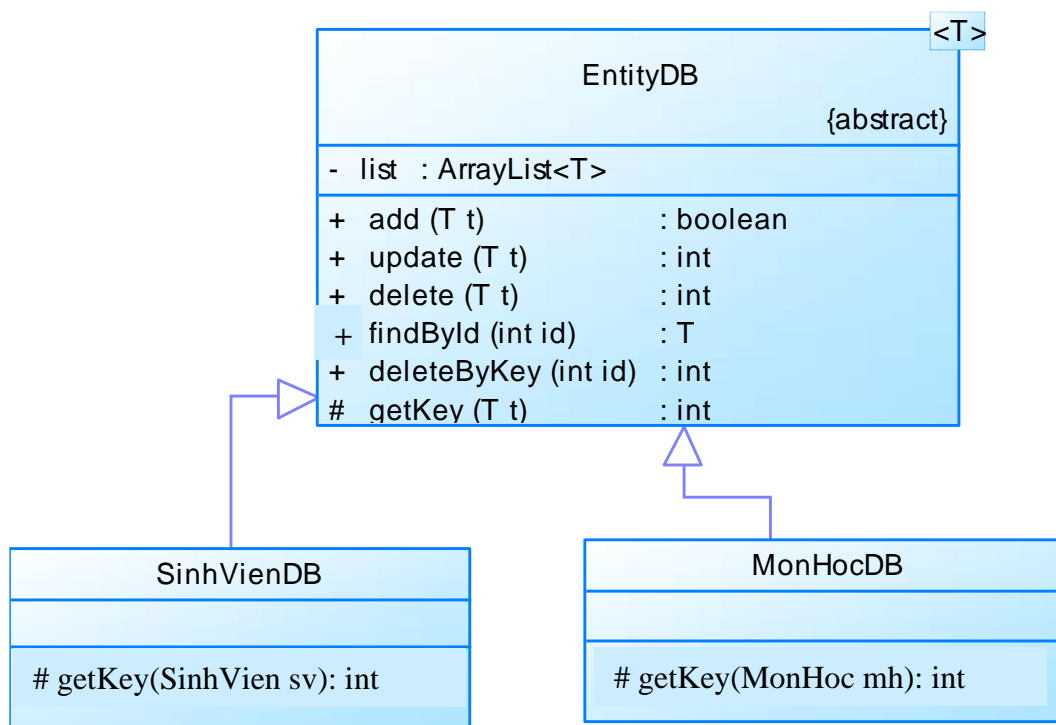 <T>
EntityDB
{abstract}
- list : ArrayList<T>
+ add (T t) : boolean
+ update (T t) : int
+ delete (T t) : int
+ findById (int id) : T
+ deleteByKey (int id) : int
# getKey (T t) : int
SinhVienDB
# getKey(SinhVien sv): int
MonHocDB
# getKey(MonHoc mh): int